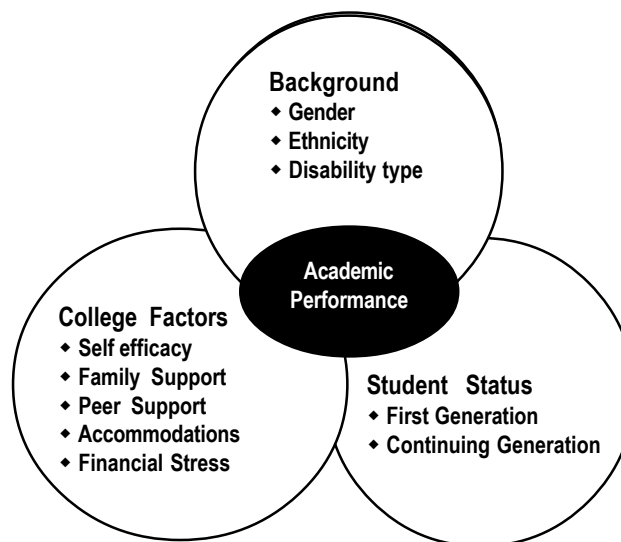 Background
◆ Gender
◆ Ethnicity
◆ Disability type
Academic
Performance
College Factors
◆ Self efficacy
◆ Family Support
◆ Peer Support
◆ Accommodations
◆ Financial Stress
Student Status
◆ First Generation
◆ Continuing Generation